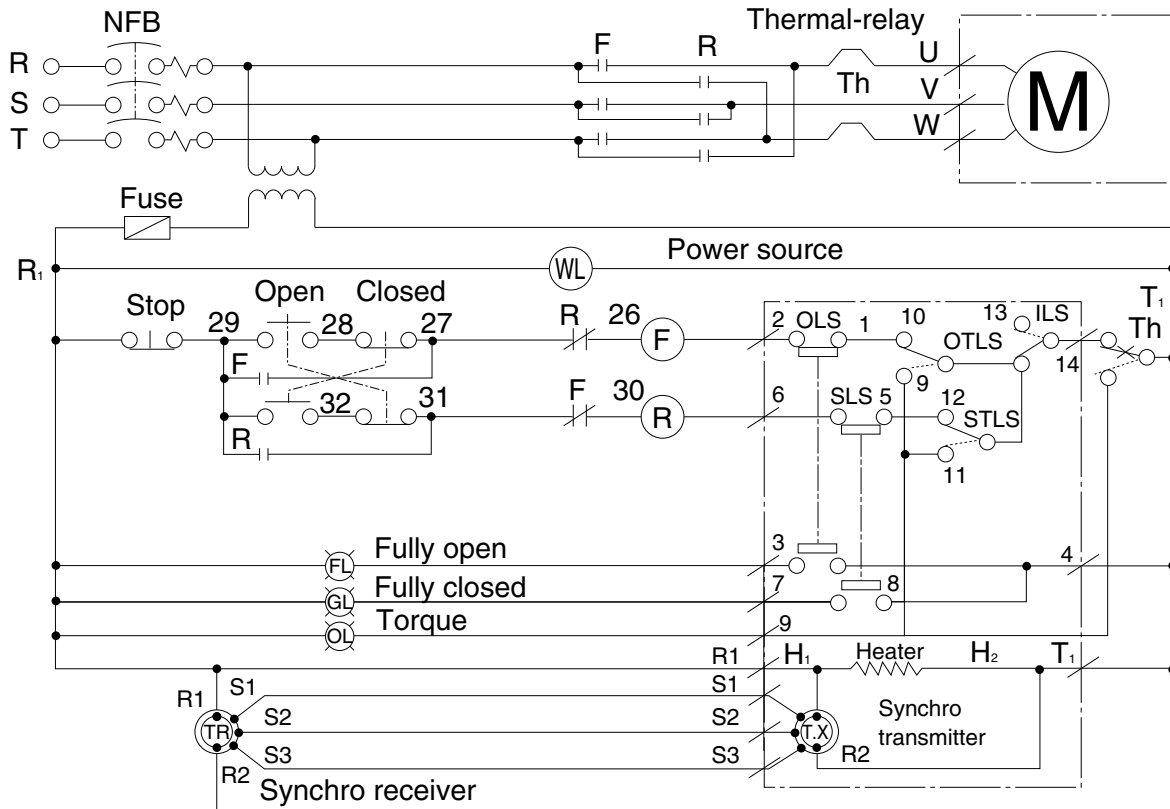 NFB
Thermal-relay
R
F
R
U
S
Th
V
M
T
W
Fuse
Power source
R₁
WL
T₁
Stop
Open
Closed
29
28
27
R
26
F
2
OLS
1
10
13
ILS
OTLS
14
Th
F
9
32
31
F
30
R
6
SLS
5
12
STLS
R
11
FL
Fully open
3
4
GL
Fully closed
7
8
OL
Torque
9
R1
H₁
Heater
H₂
T₁
R1
S1
S1
TR
S2
S2
T.X
Synchro
transmitter
R2
S3
S3
R2
Synchro receiver